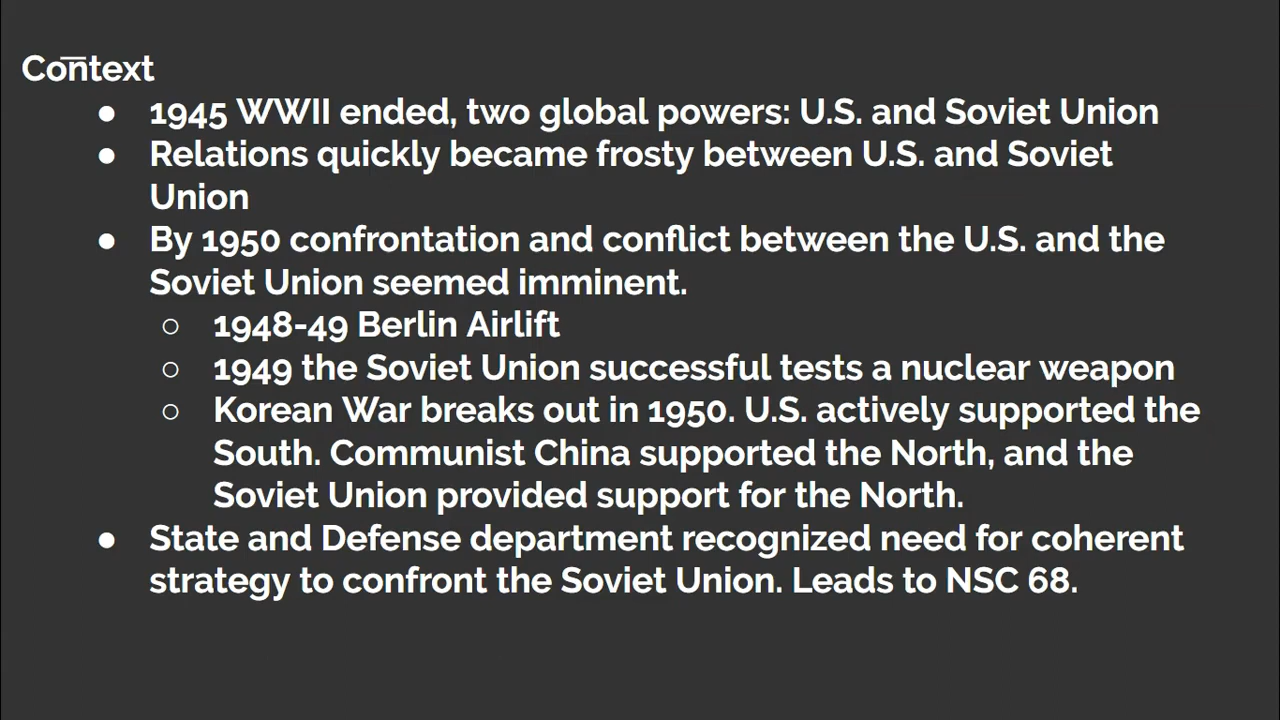 Context
● 1945 WWII ended, two global powers: U.S. and Soviet Union
● Relations quickly became frosty between U.S. and Soviet
Union
● By 1950 confrontation and conflict between the U.S. and the
Soviet Union seemed imminent.
○ 1948-49 Berlin Airlift
○ 1949 the Soviet Union successful tests a nuclear weapon
○ Korean War breaks out in 1950. U.S. actively supported the
South. Communist China supported the North, and the
Soviet Union provided support for the North.
● State and Defense department recognized need for coherent
strategy to confront the Soviet Union. Leads to NSC 68.